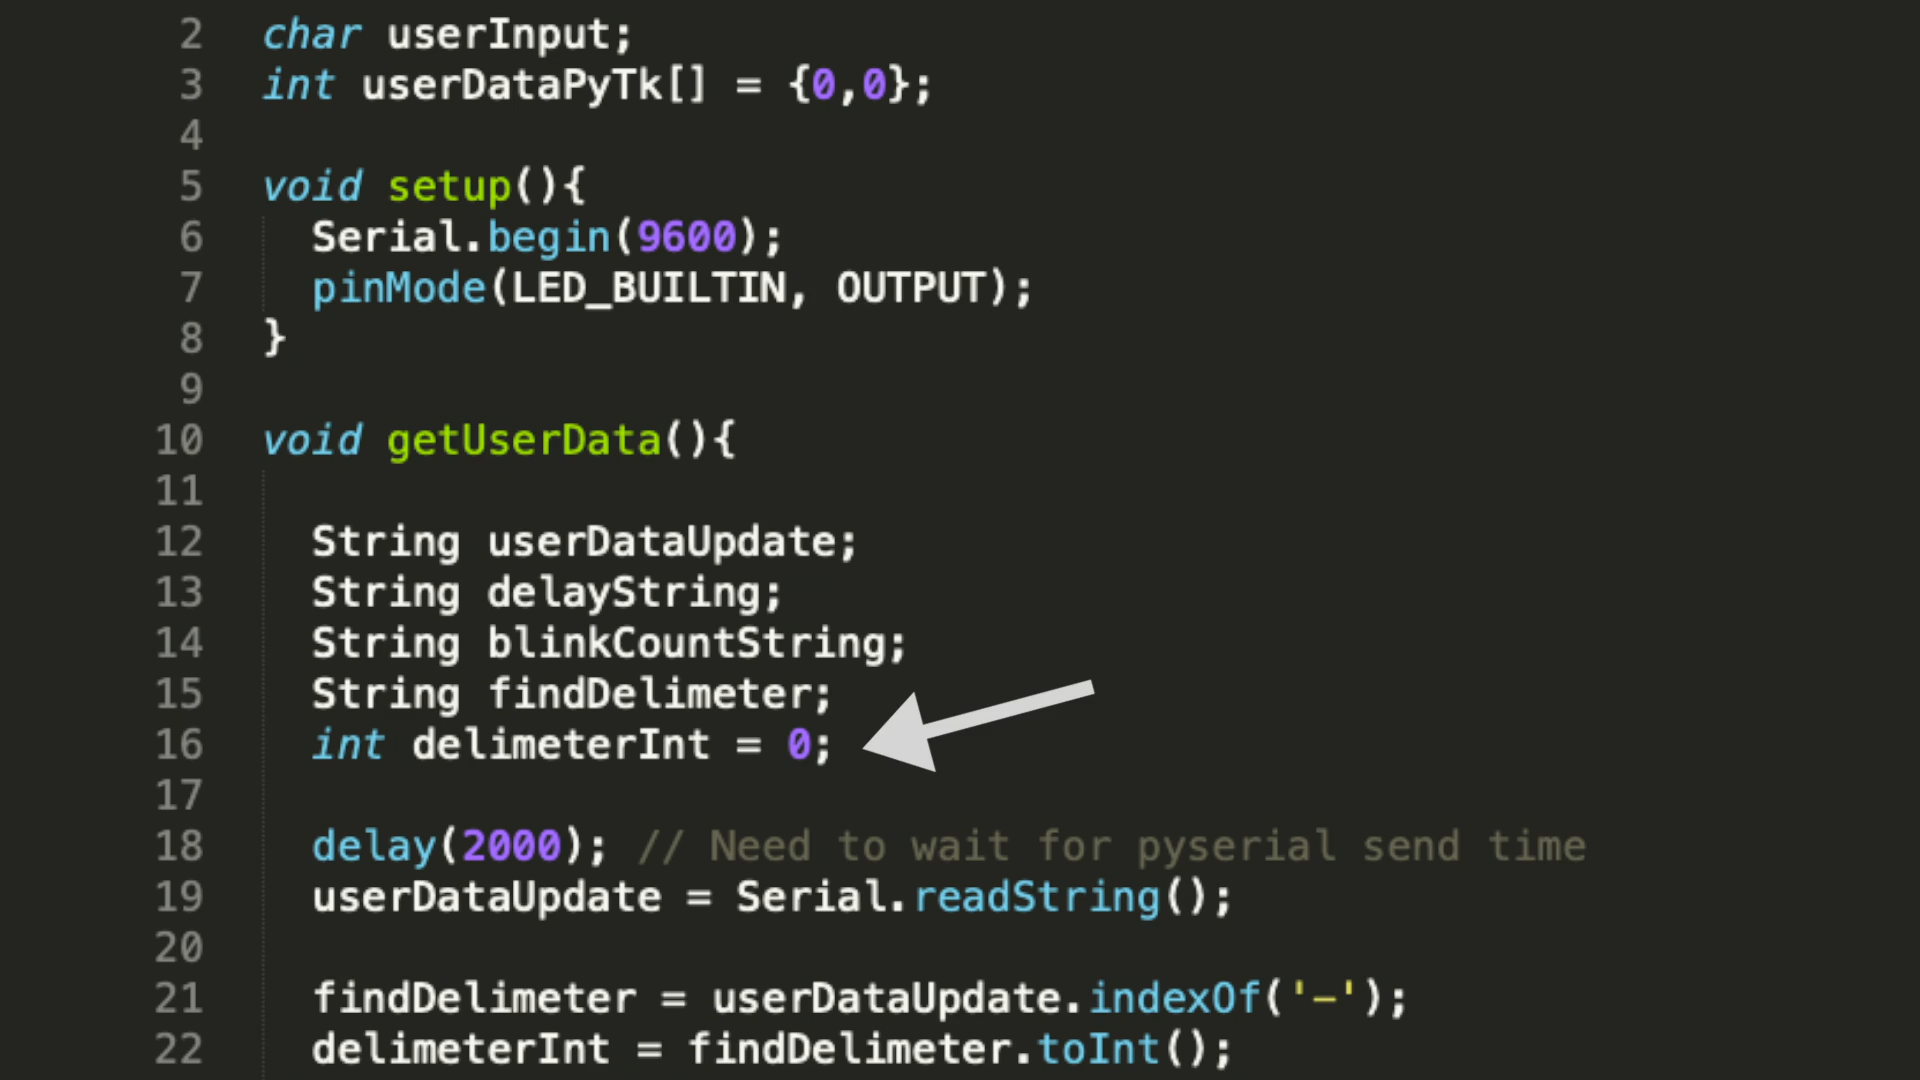 2 char userInput;
3 int userDataPyTk[] = {0,0};
4
5 void setup(){
6 Serial.begin(9600);
7 pinMode(LED_BUILTIN, OUTPUT);
8 }
9
10 void getUserData(){
11
12 String userDataUpdate;
13 String delayString;
14 String blinkCountString;
15 String findDelimeter;
16 int delimeterInt = 0;
17
18 delay(2000); // Need to wait for pyserial send time
19 userDataUpdate = Serial.readString();
20
21 findDelimeter = userDataUpdate.indexOf('-');
22 delimeterInt = findDelimeter.toInt();